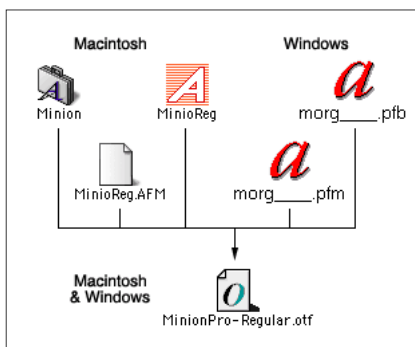 Macintosh Windows
Minion MinioReg morg____.pfb
MinioReg.AFM morg____.pfm
Macintosh
& Windows
MinionPro-Regular.otf